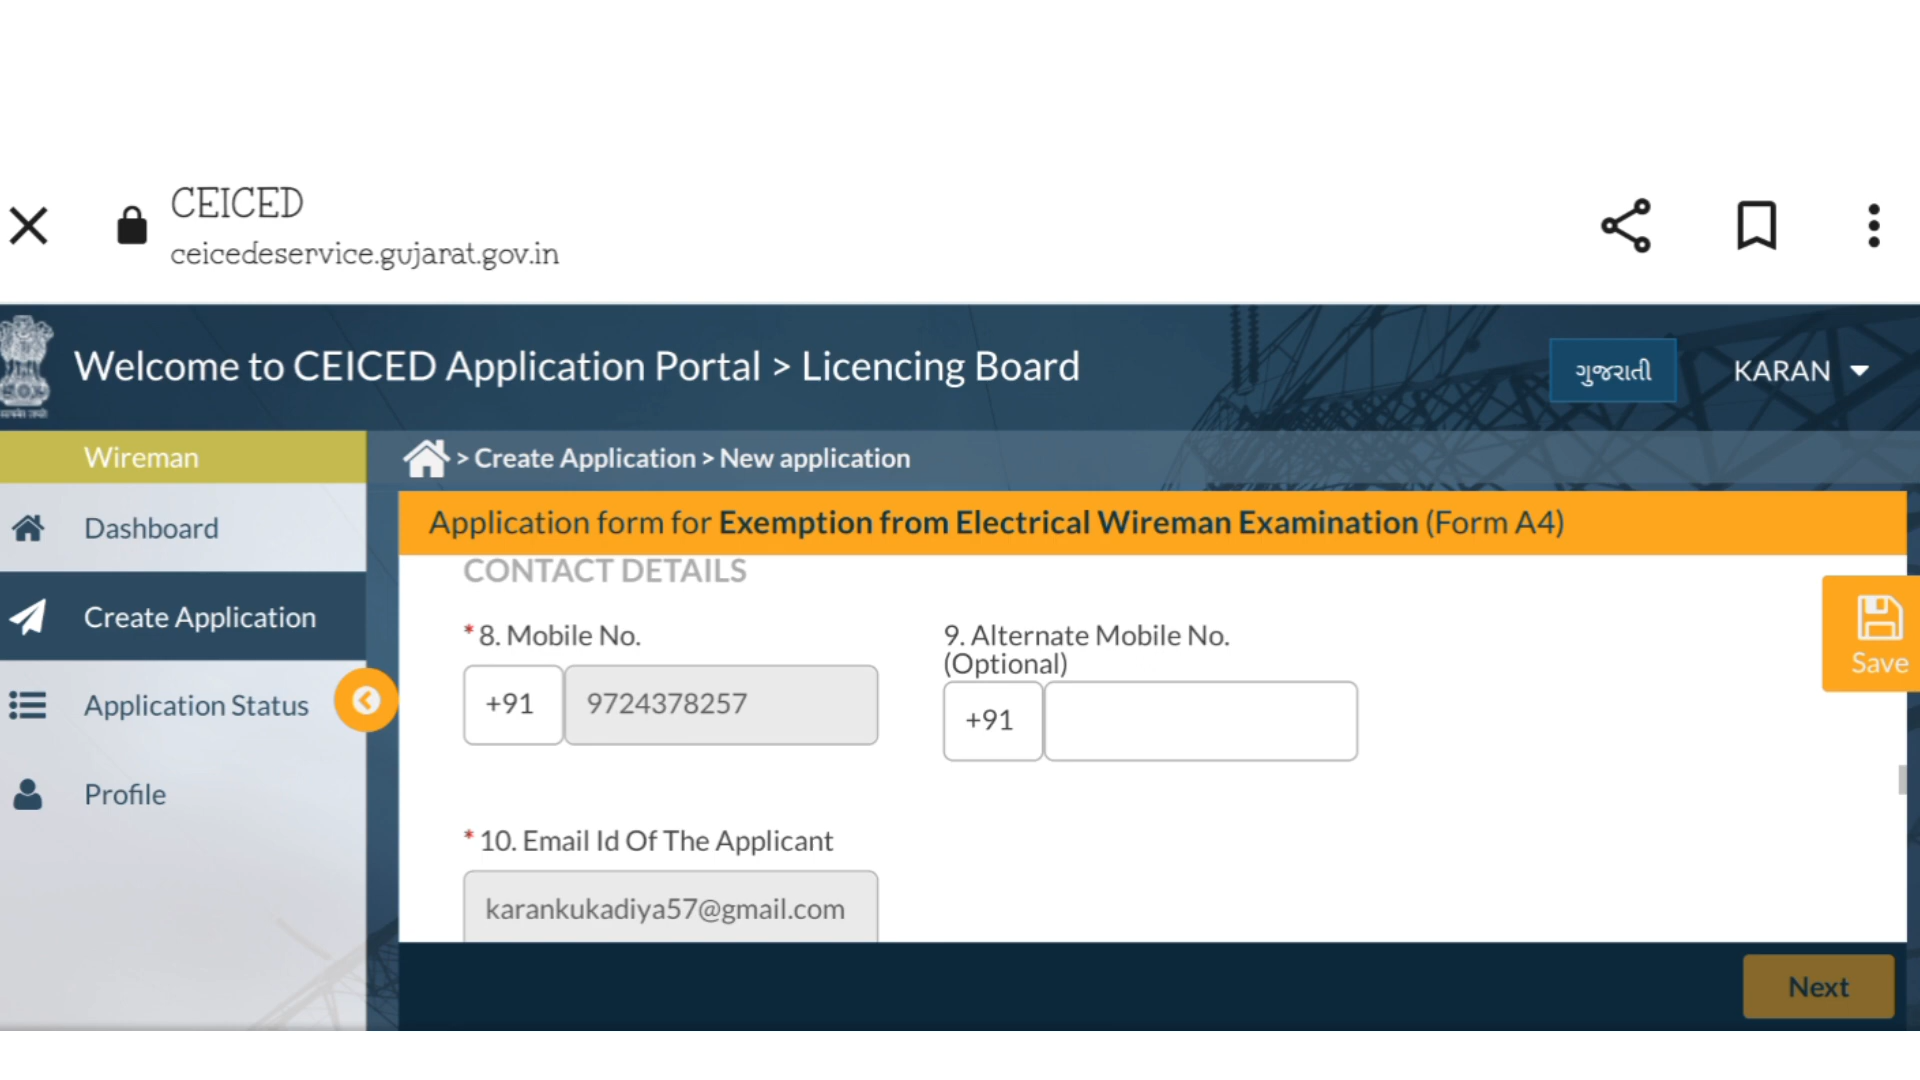 CEICED
ceicedeservice.gujarat.gov.in
Welcome to CEICED Application Portal > Licencing Board
ગુજરાતી
KARAN
Wireman
> Create Application > New application
Dashboard
Application form for Exemption from Electrical Wireman Examination (Form A4)
CONTACT DETAILS
Create Application
* 8. Mobile No.
9. Alternate Mobile No.
(Optional)
Save
+91 9724378257
+91
Application Status
Profile
* 10. Email Id Of The Applicant
karankukadiya57@gmail.com
Next